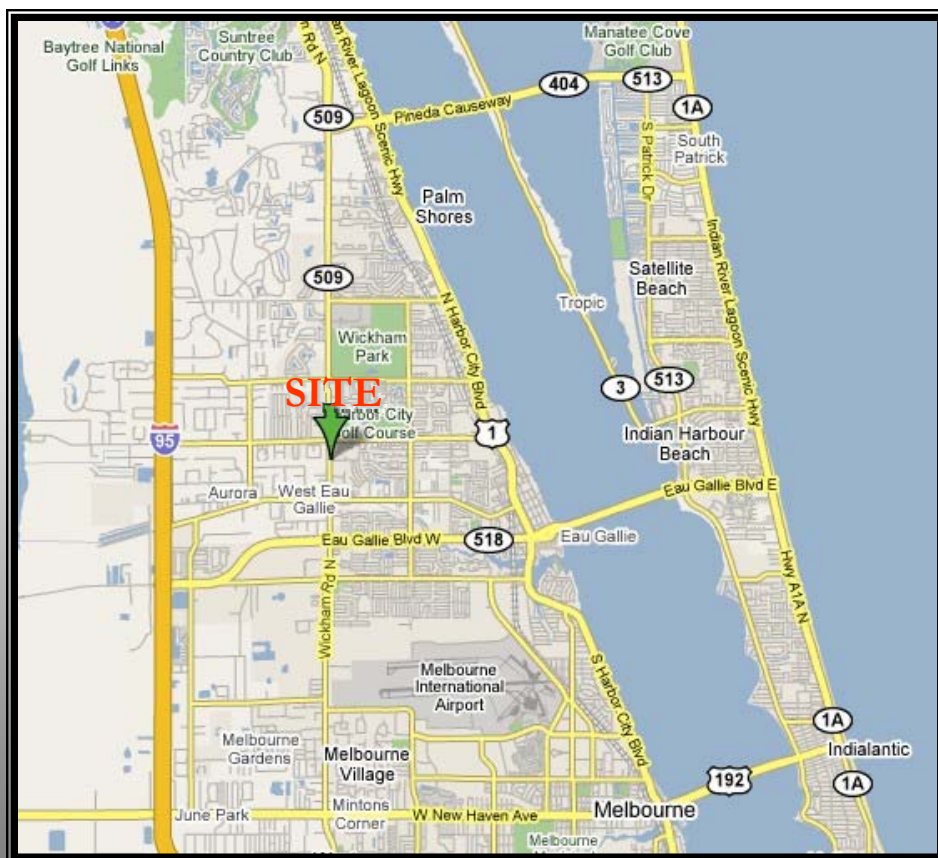 Baytree National
Golf Links
Suntree
Country Club
Rd N
an River Lagoon Scenic Hwy
Manatee Cove
Golf Club
404
513
1A
509
Pineda Causeway
S Patrick Dr
South
Patrick
Palm
Shores
509
Satellite
Beach
Indian River Lagoon Scenic Hwy
N Harbor City Blvd
Tropic
Wickham
Park
SITE
Harbor City
Golf Course
3
513
95
1
Indian Harbour
Beach
Aurora
West Eau
Gallie
Eau Gallie Blvd E
Eau Gallie Blvd W
518
Eau Gallie
Wickham Rd N
Hwy A1A N
Melbourne
International
Airport
S Harbor City Blvd
1A
Melbourne
Gardens
Melbourne
Village
Indialantic
192
1A
June Park
Mintons
Corner
W New Haven Ave
Melbourne
Melbourne